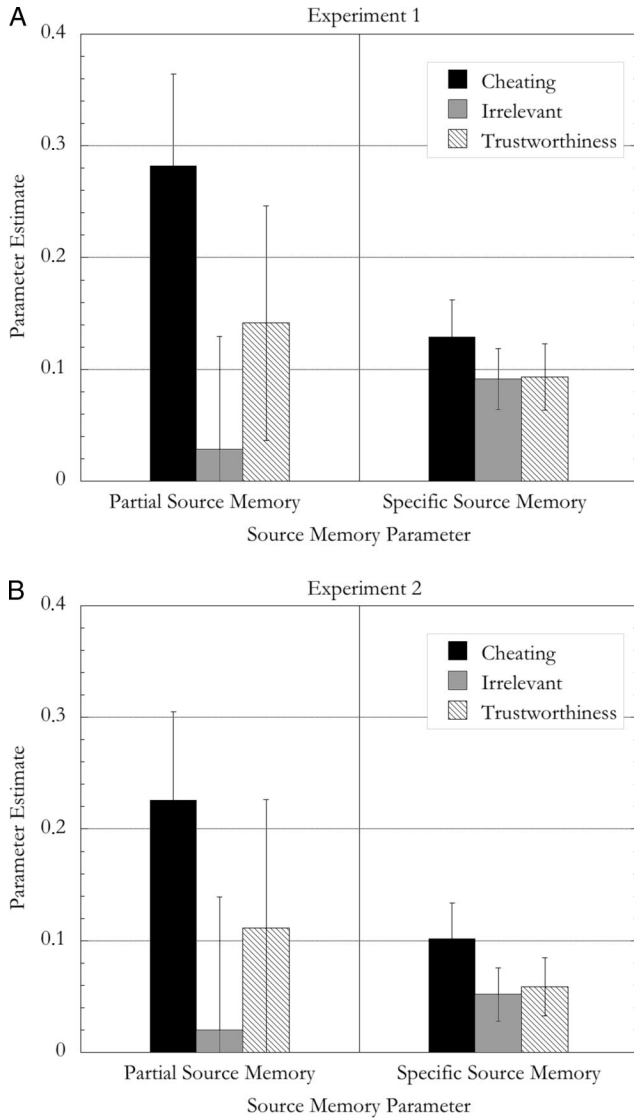 A
Experiment 1
Parameter Estimate
0.4
0.3
0.2
0.1
0
Cheating
Irrelevant
Trustworthiness
Partial Source Memory
Specific Source Memory
Source Memory Parameter
B
Experiment 2
Parameter Estimate
0.4
0.3
0.2
0.1
0
Cheating
Irrelevant
Trustworthiness
Partial Source Memory
Specific Source Memory
Source Memory Parameter